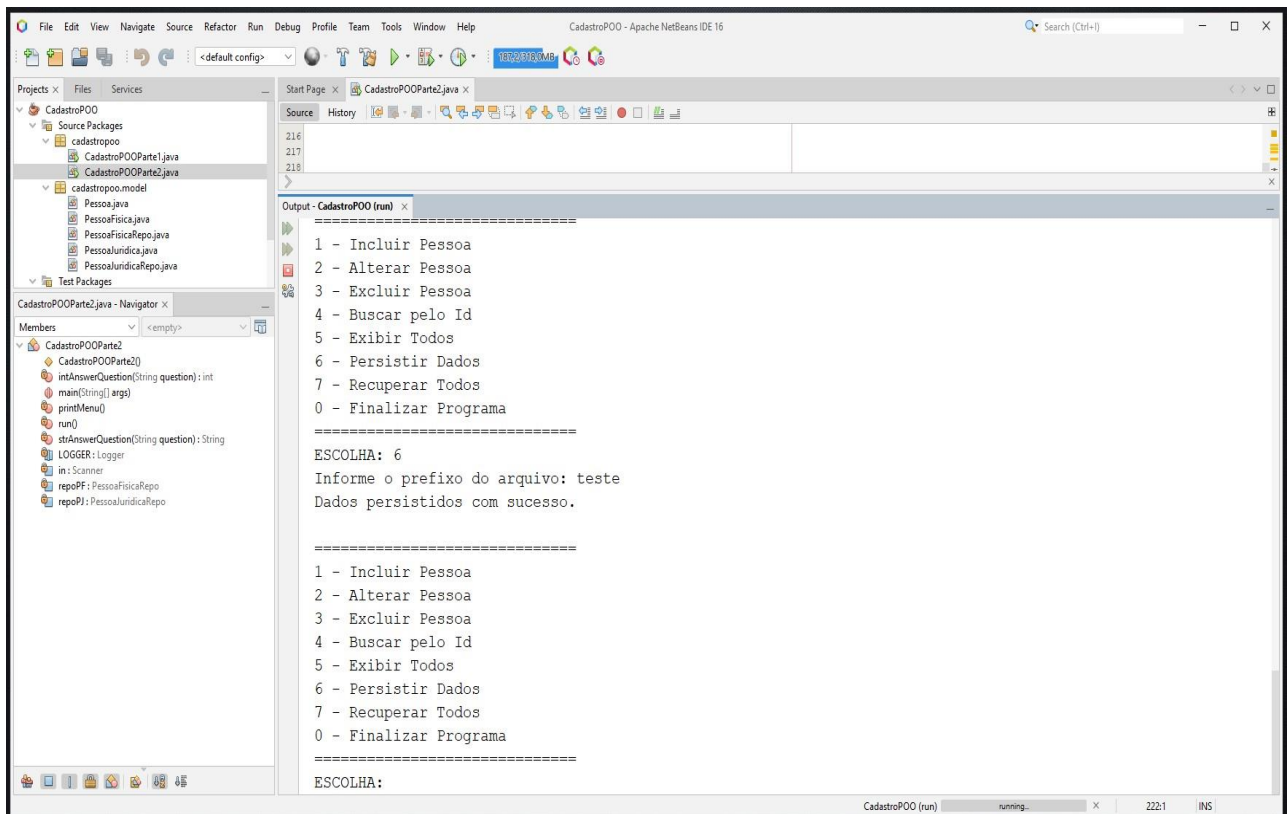 File Edit View Navigate Source Refactor Run Debug Profile Team Tools Window Help CadastroPOO - Apache NetBeans IDE 16 Search (Ctrl+I)
<default config> 187,2/318,0MB
Projects Files Services
CadastroPOO
Source Packages
cadastropoo
CadastroPOOParte1.java
CadastroPOOParte2.java
cadastropoo.model
Pessoa.java
PessoaFisica.java
PessoaFisicaRepo.java
PessoaJuridica.java
PessoaJuridicaRepo.java
Test Packages
CadastroPOOParte2.java - Navigator
Members <empty>
CadastroPOOParte2
CadastroPOOParte2()
intAnswerQuestion(String question) : int
main(String[] args)
printMenu()
run()
strAnswerQuestion(String question) : String
LOGGER : Logger
in : Scanner
repoPF : PessoaFisicaRepo
repoPJ : PessoaJuridicaRepo
Start Page CadastroPOOParte2.java
Source History
216
217
218
Output - CadastroPOO (run)
==============================
1 - Incluir Pessoa
2 - Alterar Pessoa
3 - Excluir Pessoa
4 - Buscar pelo Id
5 - Exibir Todos
6 - Persistir Dados
7 - Recuperar Todos
0 - Finalizar Programa
==============================
ESCOLHA: 6
Informe o prefixo do arquivo: teste
Dados persistidos com sucesso.
==============================
1 - Incluir Pessoa
2 - Alterar Pessoa
3 - Excluir Pessoa
4 - Buscar pelo Id
5 - Exibir Todos
6 - Persistir Dados
7 - Recuperar Todos
0 - Finalizar Programa
==============================
ESCOLHA:
CadastroPOO (run) running... 222:1 INS